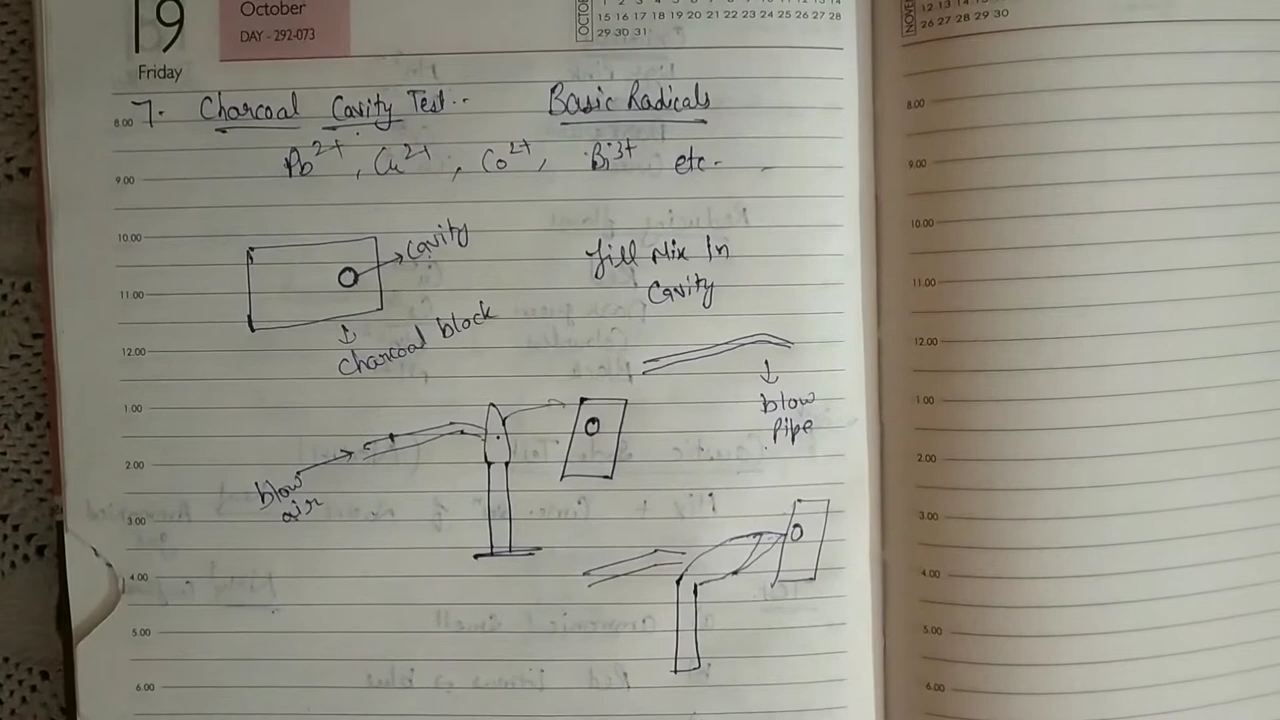 19
October
DAY - 292-073
Friday
OCTO
15 16 17 18 19 20 21 22 23 24 25 26 27 28
29 30 31
NOVE
26 27 28 29 30
7. Charcoal Cavity Test.. Basic Radicals
8.00
Pb2+, Cu2+, Co2+, Bi3+ etc.
9.00
10.00
cavity
fill Mix In
Cavity
11.00
charcoal block
12.00
1.00
blow
pipe
2.00
blow
air
3.00
4.00
5.00
6.00
8.00
9.00
10.00
11.00
12.00
1.00
2.00
3.00
4.00
5.00
6.00